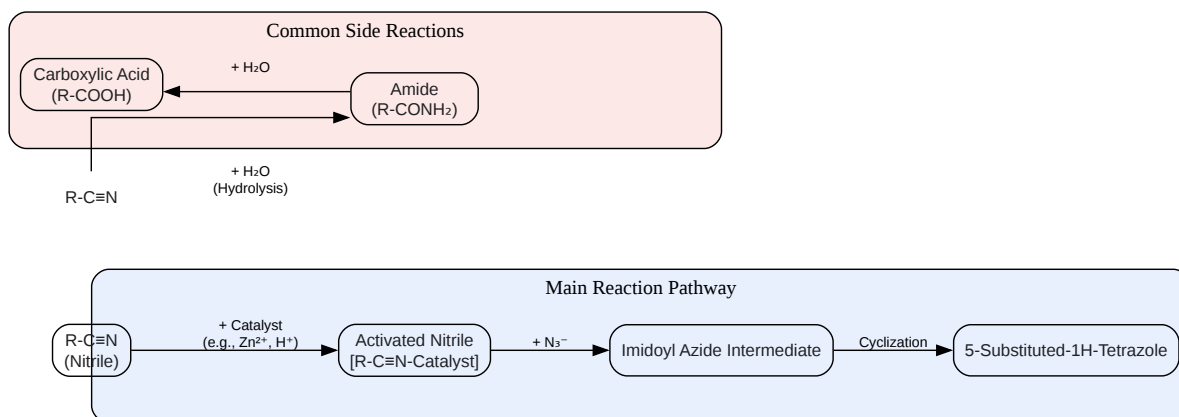 Common Side Reactions
Carboxylic Acid
(R-COOH)
+ H₂O
Amide
(R-CONH₂)
+ H₂O
(Hydrolysis)
R-C≡N
Main Reaction Pathway
R-C≡N
(Nitrile)
+ Catalyst
(e.g., Zn²⁺, H⁺)
Activated Nitrile
[R-C≡N-Catalyst]
+ N₃⁻
Imidoyl Azide Intermediate
Cyclization
5-Substituted-1H-Tetrazole